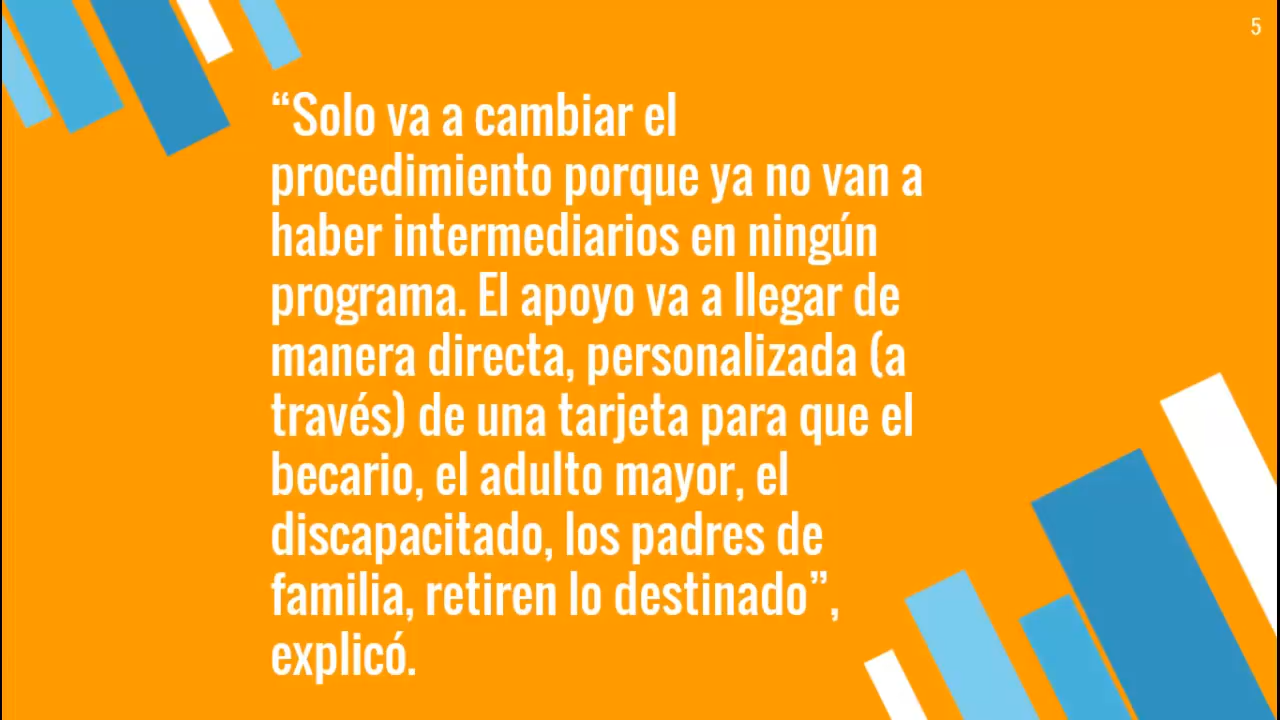 5
“Solo va a cambiar el
procedimiento porque ya no van a
haber intermediarios en ningún
programa. El apoyo va a llegar de
manera directa, personalizada (a
través) de una tarjeta para que el
becario, el adulto mayor, el
discapacitado, los padres de
familia, retiren lo destinado”,
explicó.